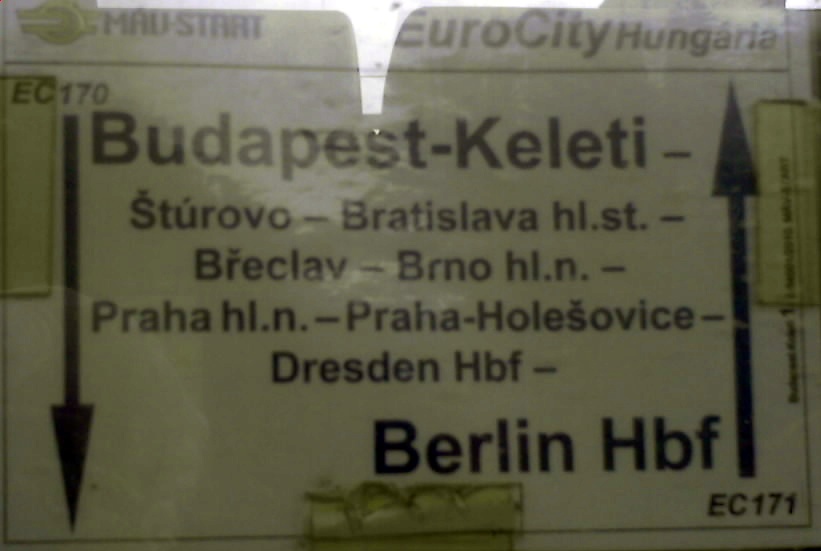 MÁV-START EuroCity Hungária
EC170
Budapest-Keleti –
Štúrovo – Bratislava hl.st. –
Břeclav – Brno hl.n. –
Praha hl.n. – Praha-Holešovice –
Dresden Hbf –
Berlin Hbf
EC171